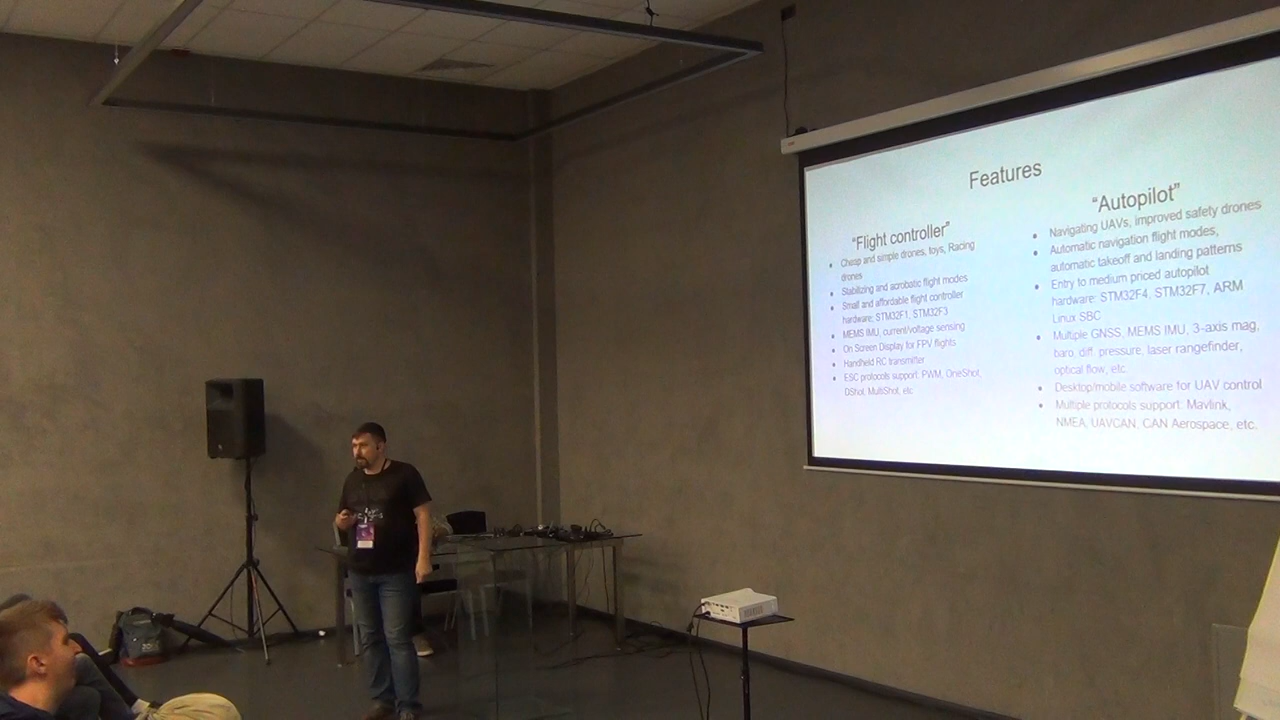 Features
“Flight controller”
Cheap and simple drones, toys, Racing
drones
Stabilizing and acrobatic flight modes
Small and affordable flight controller
hardware: STM32F1, STM32F3
MEMS IMU, current/voltage sensing
On Screen Display for FPV flights
Handheld RC transmitter
ESC protocols support: PWM, OneShot,
DShot, MultiShot, etc
“Autopilot”
Navigating UAVs, improved safety drones
Automatic navigation flight modes,
automatic takeoff and landing patterns
Entry to medium priced autopilot
hardware: STM32F4, STM32F7, ARM
Linux SBC
Multiple GNSS, MEMS IMU, 3-axis mag,
baro, diff. pressure, laser rangefinder,
optical flow, etc.
Desktop/mobile software for UAV control
Multiple protocols support: Mavlink,
NMEA, UAVCAN, CAN Aerospace, etc.